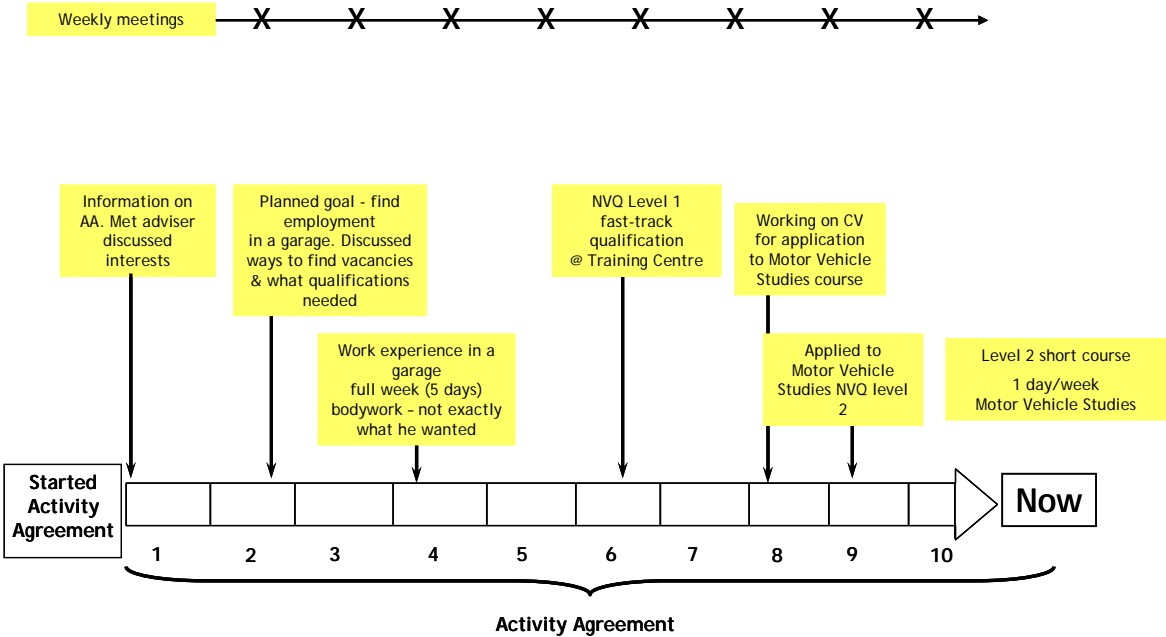 Weekly meetings
X X X X X X X X
Information on
AA. Met adviser
discussed
interests
Planned goal - find
employment
in a garage. Discussed
ways to find vacancies
& what qualifications
needed
Work experience in a
garage
full week (5 days)
bodywork – not exactly
what he wanted
NVQ Level 1
fast-track
qualification
@ Training Centre
Working on CV
for application
to Motor Vehicle
Studies course
Applied to
Motor Vehicle
Studies NVQ level
2
Level 2 short course
1 day/week
Motor Vehicle Studies
Started
Activity
Agreement
Now
1 2 3 4 5 6 7 8 9 10
Activity Agreement